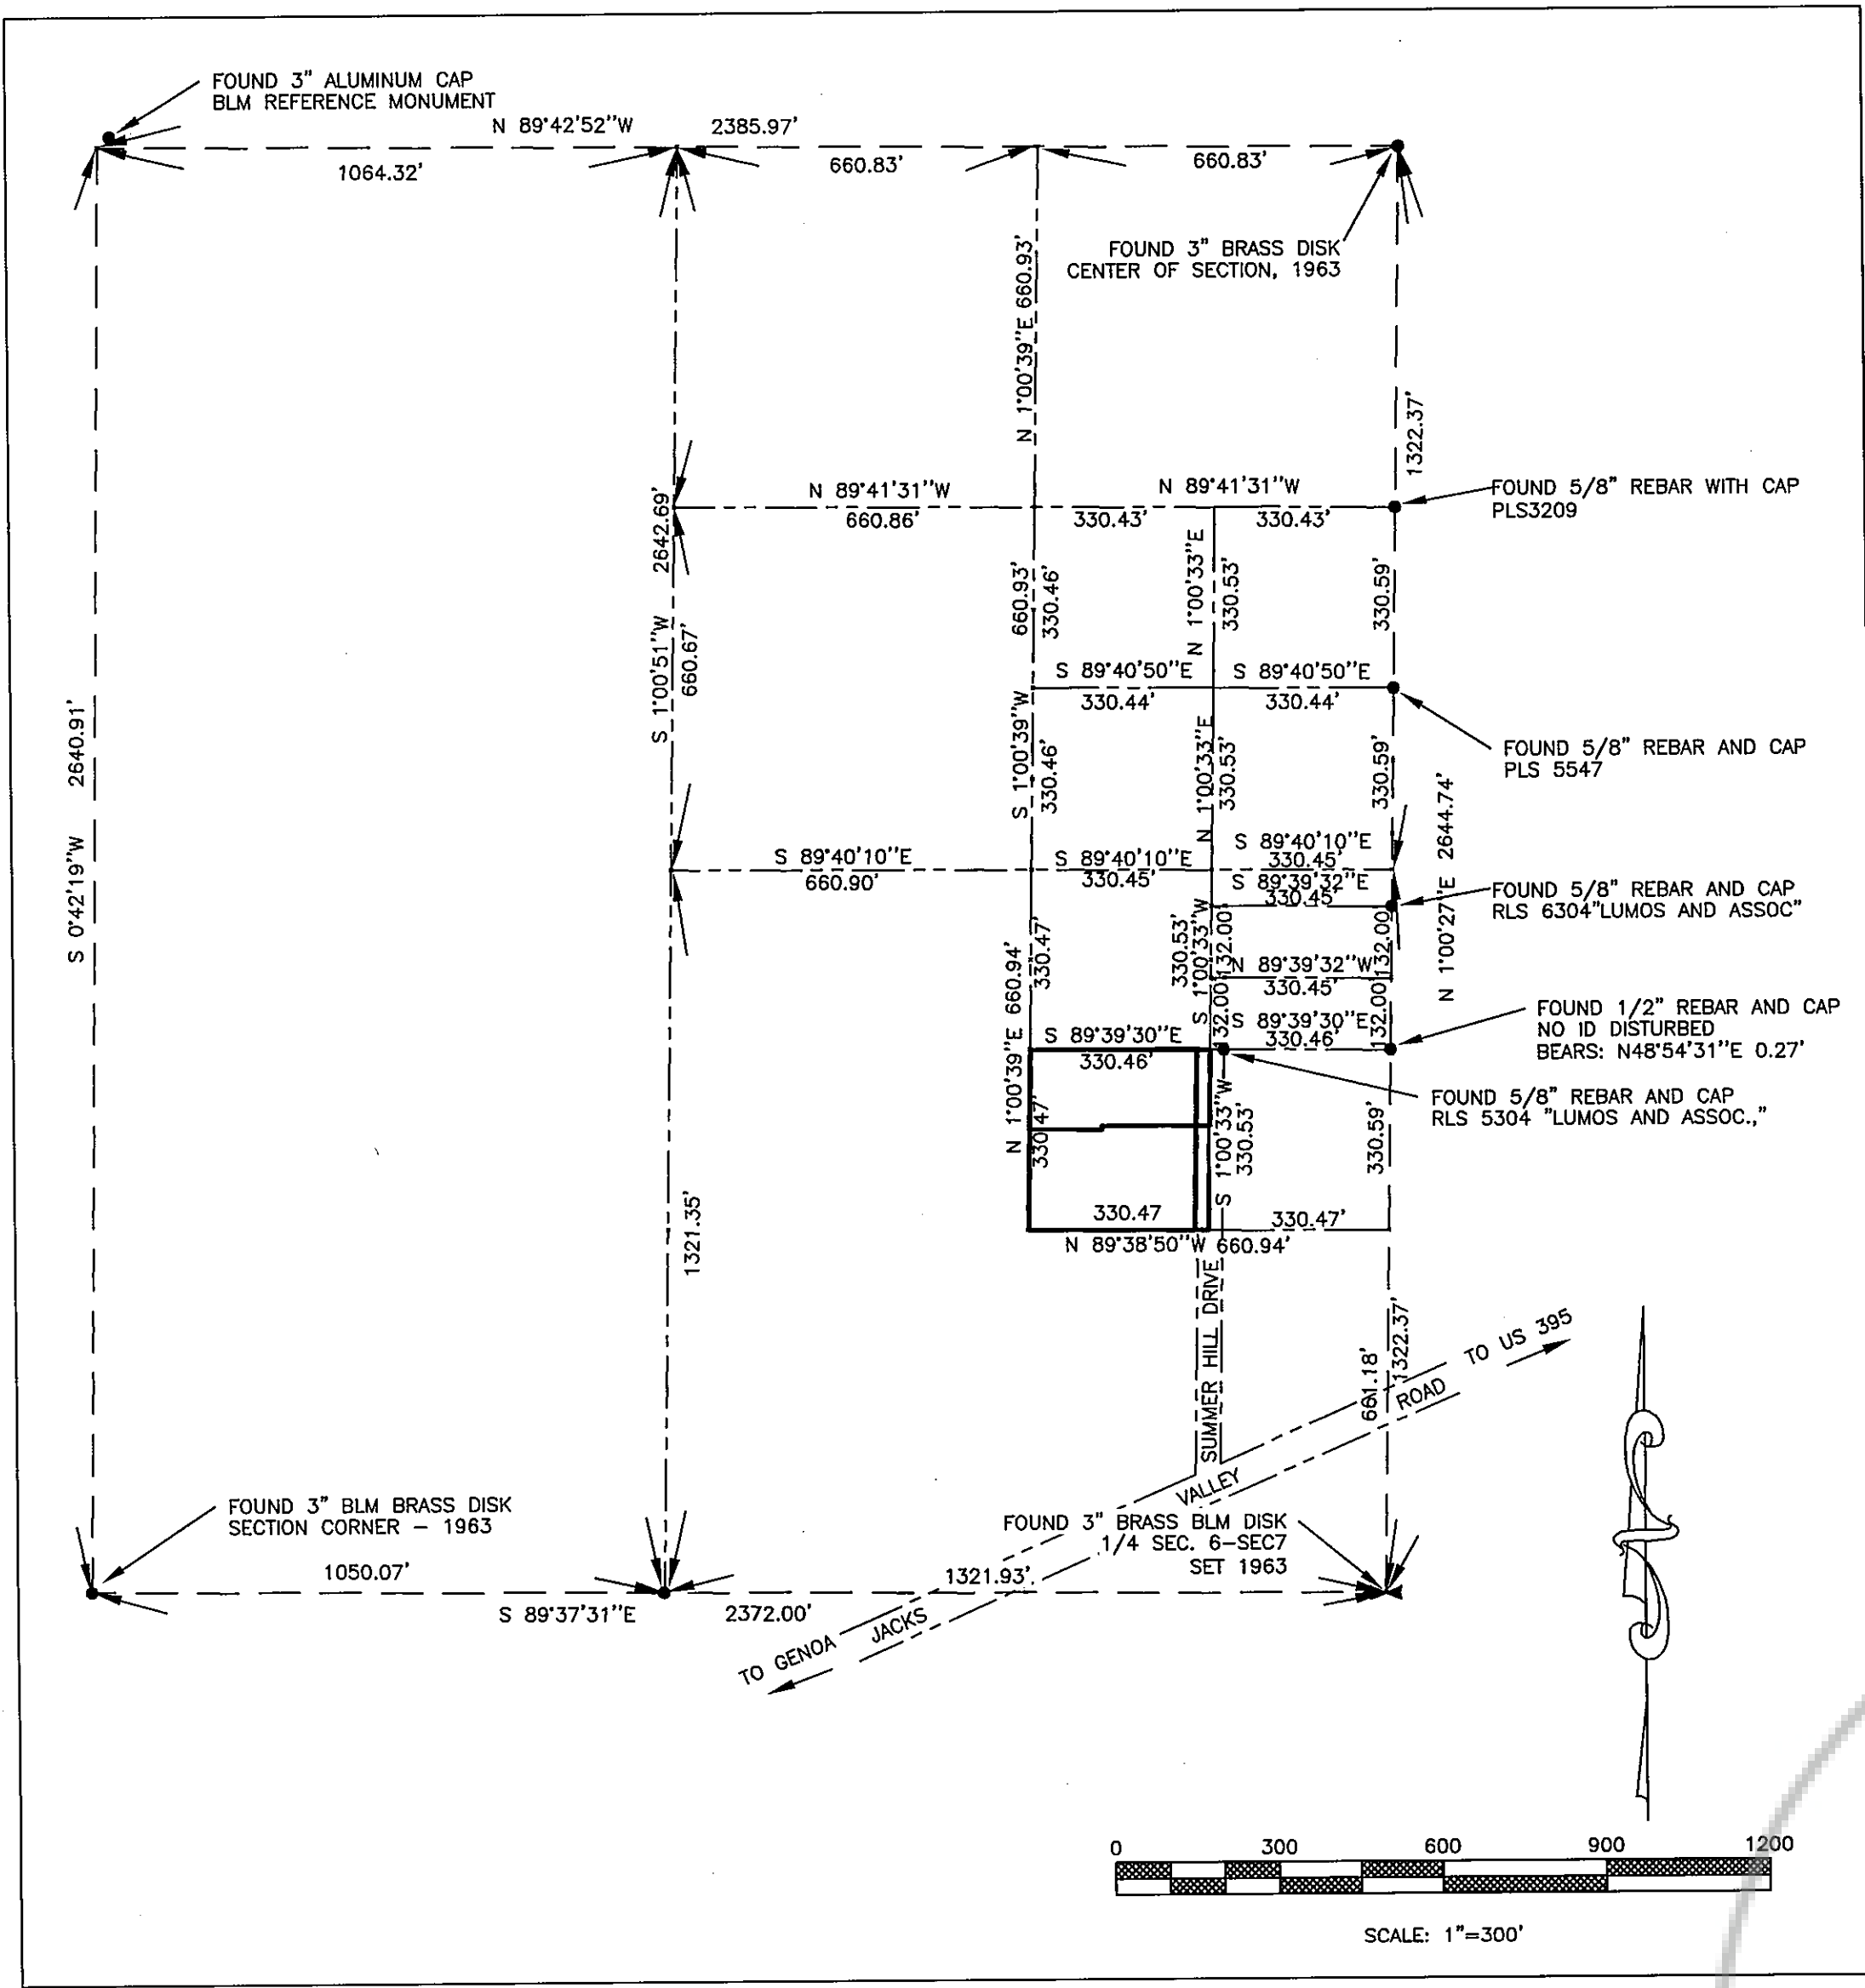 FOUND 3" ALUMINUM CAP
BLM REFERENCE MONUMENT
N 89°42'52"W 2385.97'
1064.32'
660.83'
660.83'
FOUND 3" BRASS DISK
CENTER OF SECTION, 1963
N 1°00'39"E 660.93'
1322.37'
N 89°41'31"W
660.86'
N 89°41'31"W
330.43'
330.43'
FOUND 5/8" REBAR WITH CAP
PLS3209
2642.69'
S 1°00'51"W
660.67'
660.93'
330.46'
N 1°00'33"E
330.53'
330.59'
S 89°40'50"E
330.44'
S 89°40'50"E
330.44'
FOUND 5/8" REBAR AND CAP
PLS 5547
S 0°42'19"W 2640.91'
S 1°00'39"W
330.46'
N 1°00'33"E
330.53'
330.59'
N 1°00'27"E 2644.74'
S 89°40'10"E
660.90'
S 89°40'10"E
330.45'
S 89°40'10"E
330.45'
S 89°39'32"E
330.45'
FOUND 5/8" REBAR AND CAP
RLS 6304"LUMOS AND ASSOC"
N 1°00'39"E 660.94'
330.47'
330.53'
S 1°00'33"W
132.00'
132.00'
132.00'
132.00'
N 89°39'32"W
330.45'
S 89°39'30"E
330.46'
S 89°39'30"E
330.46'
FOUND 1/2" REBAR AND CAP
NO ID DISTURBED
BEARS: N48°54'31"E 0.27'
FOUND 5/8" REBAR AND CAP
RLS 5304 "LUMOS AND ASSOC.,"
330.47'
S 1°00'33"W
330.53'
330.59'
330.47
330.47'
N 89°38'50"W 660.94'
1321.35'
SUMMER HILL DRIVE
661.18'
1322.37'
TO US 395
ROAD
VALLEY
JACKS
TO GENOA
FOUND 3" BLM BRASS DISK
SECTION CORNER – 1963
FOUND 3" BRASS BLM DISK
1/4 SEC. 6-SEC7
SET 1963
1050.07'
1321.93'
S 89°37'31"E 2372.00'
0 300 600 900 1200
SCALE: 1"=300'